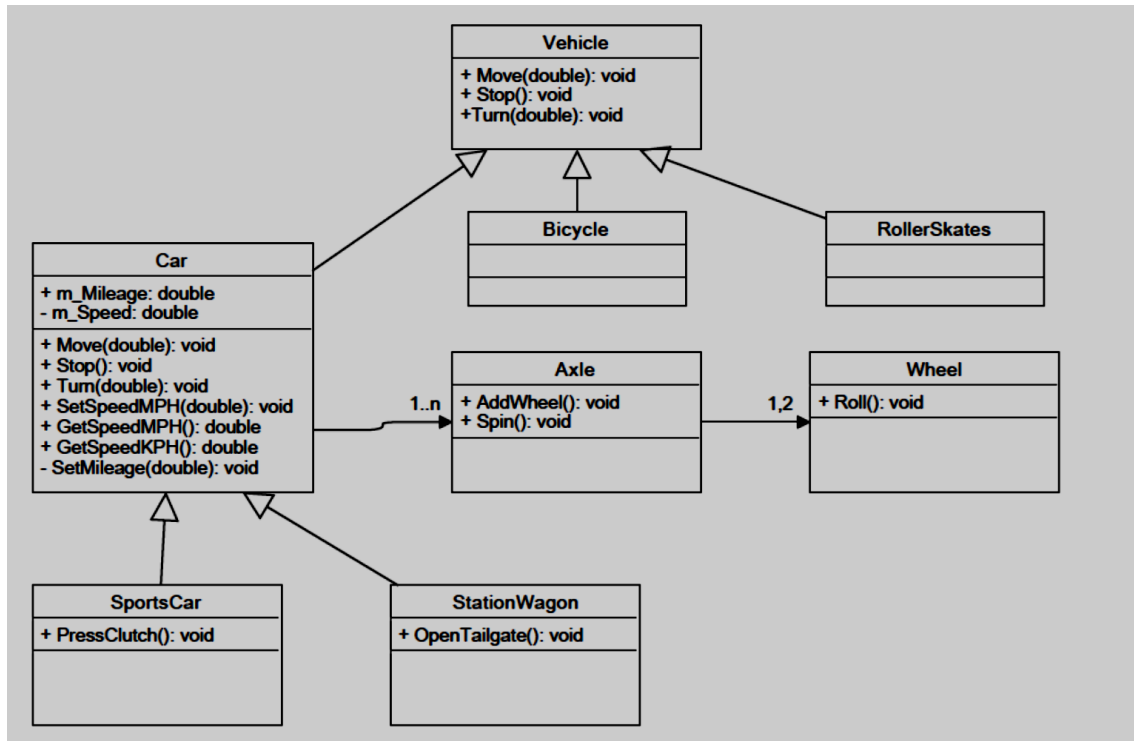 Vehicle
+ Move(double): void
+ Stop(): void
+Turn(double): void
Bicycle
RollerSkates
Car
+ m_Mileage: double
- m_Speed: double
+ Move(double): void
+ Stop(): void
+ Turn(double): void
+ SetSpeedMPH(double): void
+ GetSpeedMPH(): double
+ GetSpeedKPH(): double
- SetMileage(double): void
1..n
Axle
+ AddWheel(): void
+ Spin(): void
1,2
Wheel
+ Roll(): void
SportsCar
+ PressClutch(): void
StationWagon
+ OpenTailgate(): void